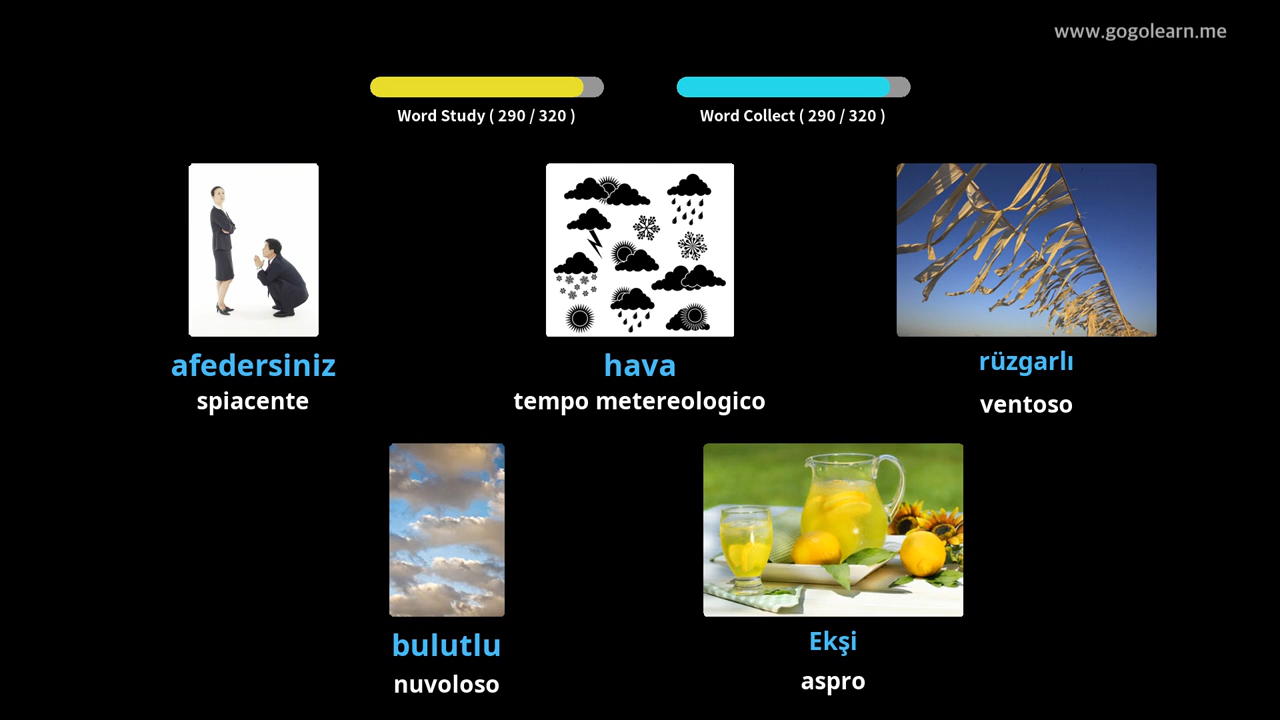 www.gogolearn.me
Word Study ( 290 / 320 )
Word Collect ( 290 / 320 )
afedersiniz
spiacente
hava
tempo metereologico
rüzgarlı
ventoso
bulutlu
nuvoloso
Ekşi
aspro